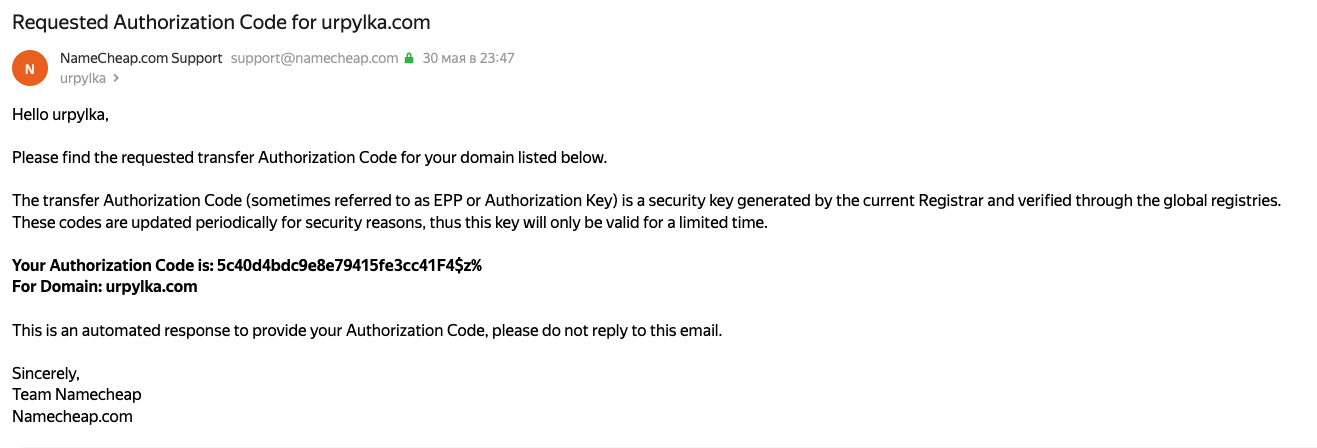 Requested Authorization Code for urpylka.com
N
NameCheap.com Support support@namecheap.com 30 мая в 23:47
urpylka >
Hello urpylka,
Please find the requested transfer Authorization Code for your domain listed below.
The transfer Authorization Code (sometimes referred to as EPP or Authorization Key) is a security key generated by the current Registrar and verified through the global registries.
These codes are updated periodically for security reasons, thus this key will only be valid for a limited time.
Your Authorization Code is: 5c40d4bdc9e8e79415fe3cc41F4$z%
For Domain: urpylka.com
This is an automated response to provide your Authorization Code, please do not reply to this email.
Sincerely,
Team Namecheap
Namecheap.com